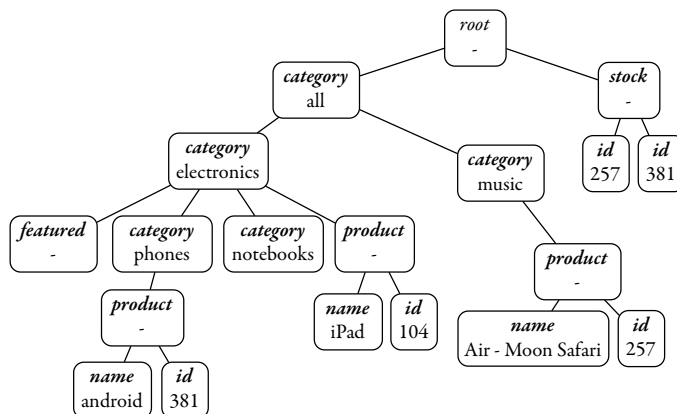 root
-
category
all
stock
-
category
electronics
category
music
id
257
id
381
featured
-
category
phones
category
notebooks
product
-
product
-
product
-
name
iPad
id
104
name
Air - Moon Safari
id
257
name
android
id
381